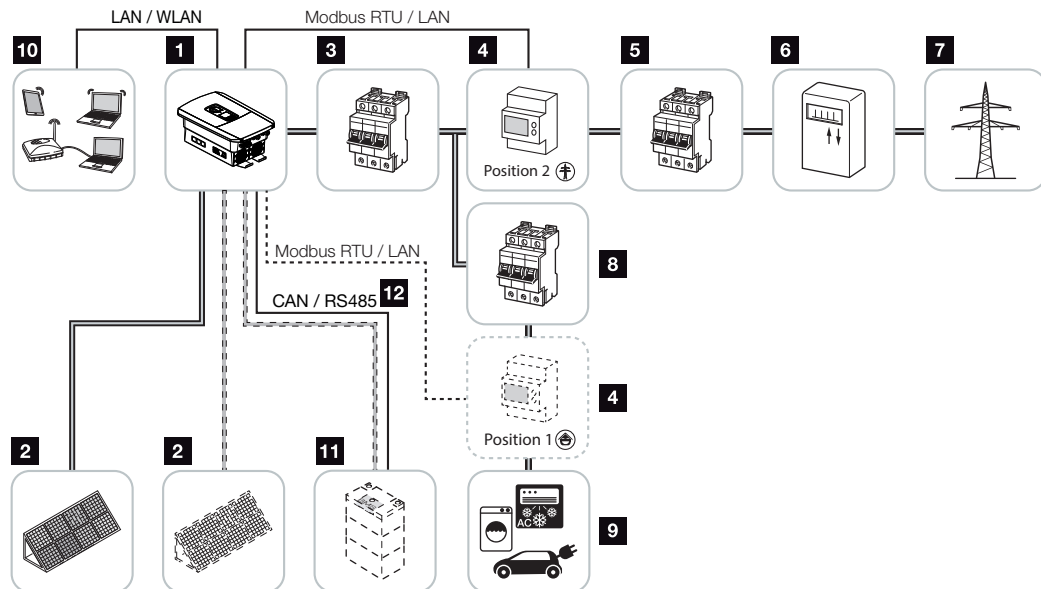 LAN / WLAN
Modbus RTU / LAN
10
1
3
4
5
6
7
Position 2
Modbus RTU / LAN
8
CAN / RS485
12
4
Position 1
2
2
11
9
AC